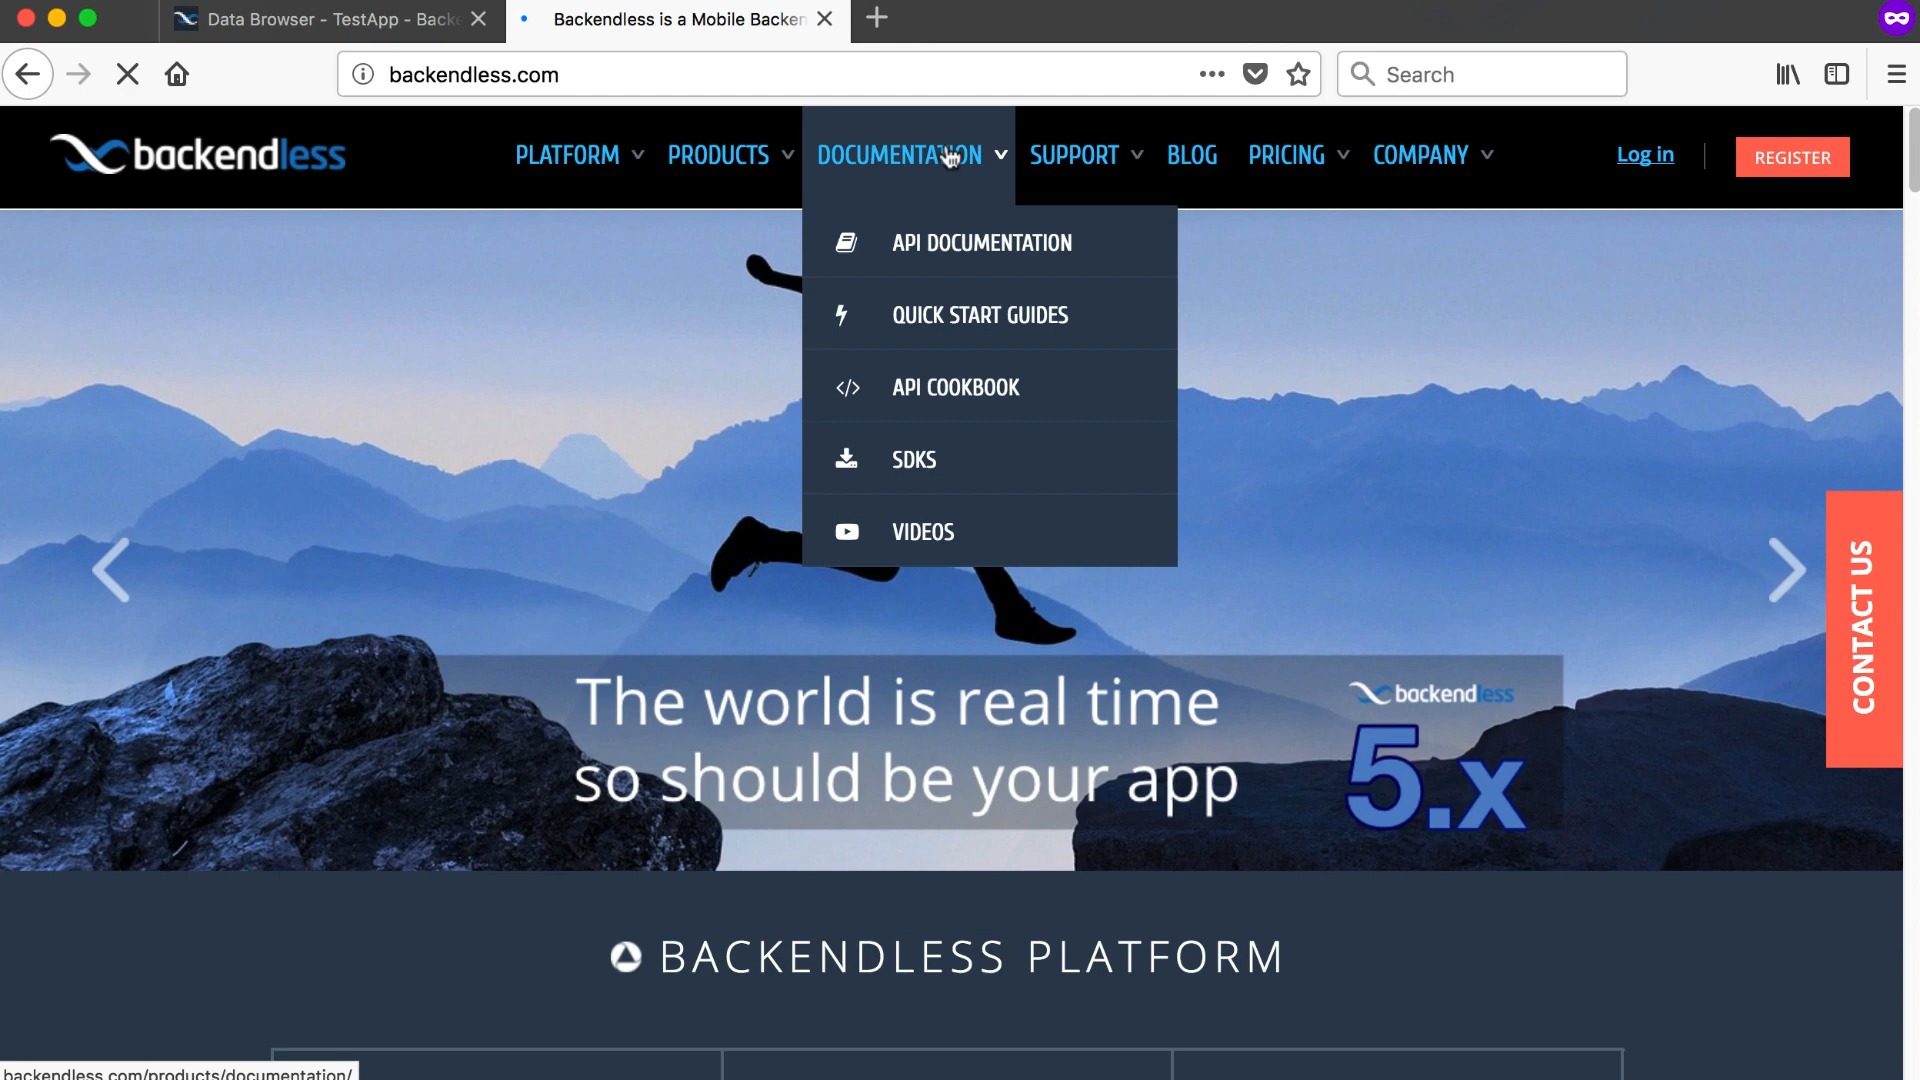 Data Browser - TestApp - Backe
Backendless is a Mobile Backen
backendless.com
Search
backendless
PLATFORM
PRODUCTS
DOCUMENTATION
SUPPORT
BLOG
PRICING
COMPANY
Log in
REGISTER
API DOCUMENTATION
QUICK START GUIDES
API COOKBOOK
SDKS
VIDEOS
CONTACT US
The world is real time
so should be your app
backendless
5.x
BACKENDLESS PLATFORM
backendless.com/products/documentation/